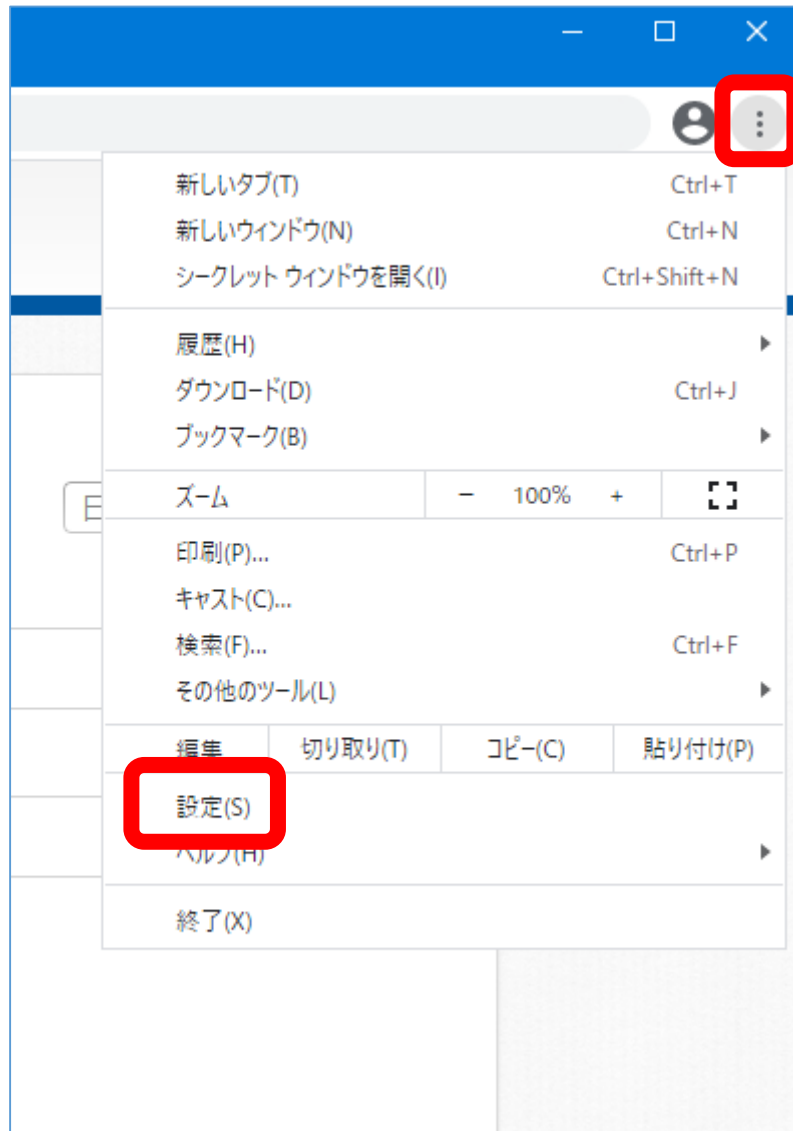 新しいタブ(T) Ctrl+T
新しいウィンドウ(N) Ctrl+N
シークレット ウィンドウを開く(I) Ctrl+Shift+N
履歴(H)
ダウンロード(D) Ctrl+J
ブックマーク(B)
ズーム - 100% +
印刷(P)... Ctrl+P
キャスト(C)...
検索(F)... Ctrl+F
その他のツール(L)
編集 切り取り(T) コピー(C) 貼り付け(P)
設定(S)
ヘルプ(H)
終了(X)